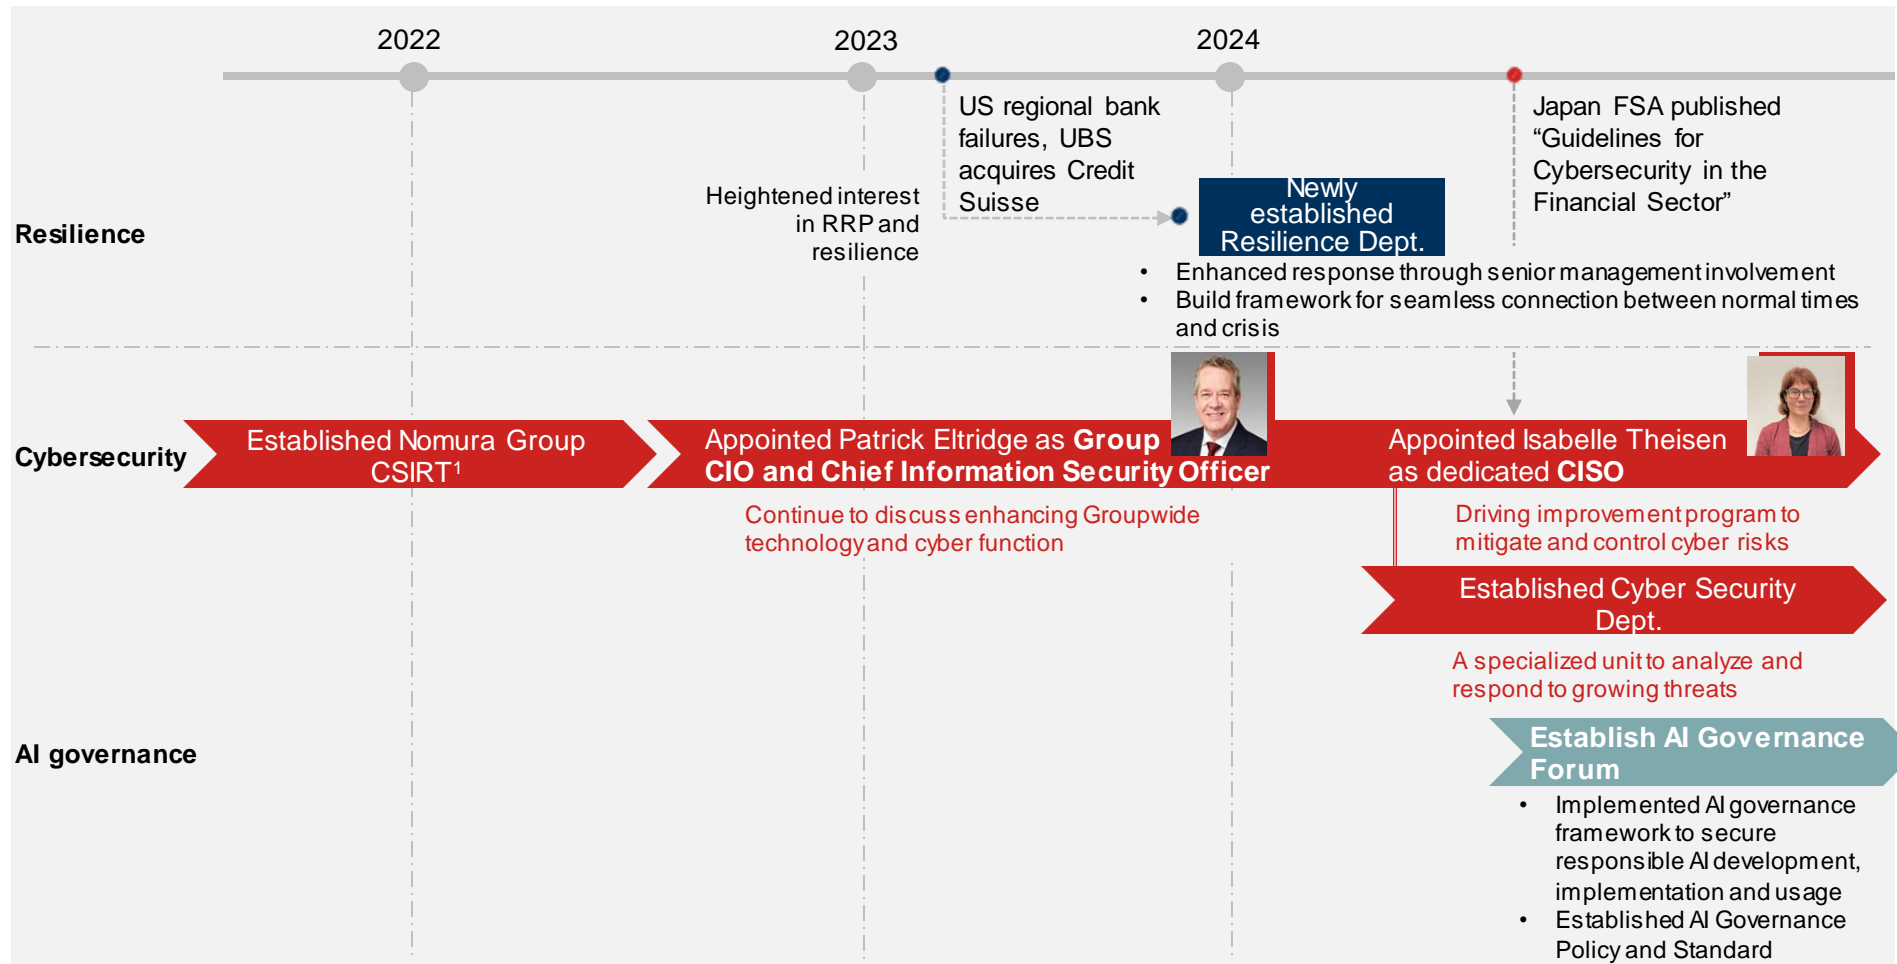 2022
2023
2024
US regional bank
failures, UBS
acquires Credit
Suisse
Japan FSA published
“Guidelines for
Cybersecurity in the
Financial Sector”
Resilience
Heightened interest
in RRP and
resilience
Newly
established
Resilience Dept.
• Enhanced response through senior management involvement
• Build framework for seamless connection between normal times
and crisis
Cybersecurity
Established Nomura Group
CSIRT¹
Appointed Patrick Eltridge as Group
CIO and Chief Information Security Officer
Continue to discuss enhancing Groupwide
technology and cyber function
Appointed Isabelle Theisen
as dedicated CISO
Driving improvement program to
mitigate and control cyber risks
Established Cyber Security
Dept.
A specialized unit to analyze and
respond to growing threats
AI governance
Establish AI Governance
Forum
• Implemented AI governance
framework to secure
responsible AI development,
implementation and usage
• Established AI Governance
Policy and Standard